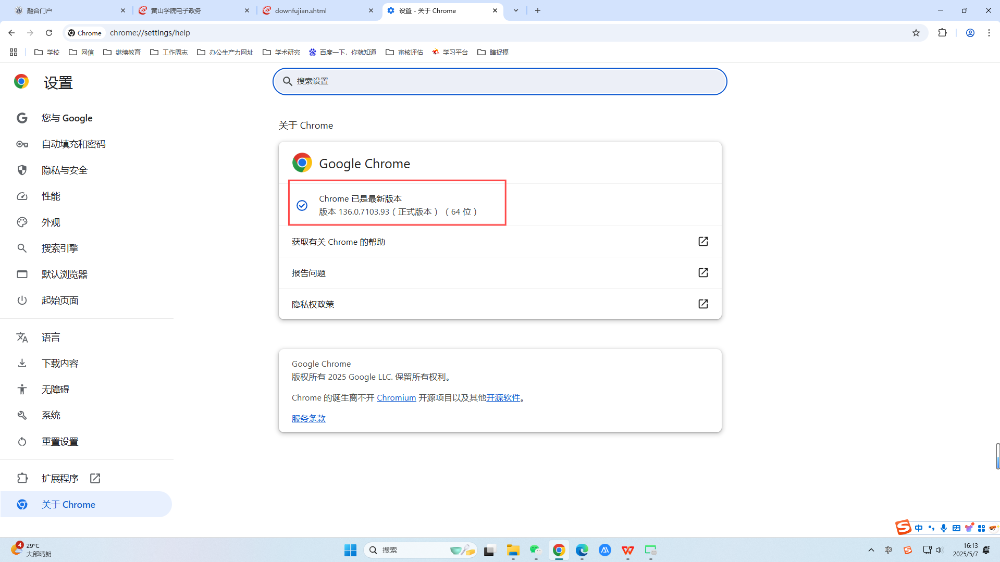 融合门户
黄山学院电子政务
downfujian.shtml
设置 - 关于 Chrome
Chrome
chrome://settings/help
学校
网信
继续教育
工作周志
办公生产力网址
学术研究
百度一下，你就知道
审核评估
学习平台
瞎捉摸
设置
搜索设置
您与 Google
自动填充和密码
隐私与安全
性能
外观
搜索引擎
默认浏览器
起始页面
语言
下载内容
无障碍
系统
重置设置
扩展程序
关于 Chrome
关于 Chrome
Google Chrome
Chrome 已是最新版本
版本 136.0.7103.93（正式版本）（64 位）
获取有关 Chrome 的帮助
报告问题
隐私权政策
Google Chrome
版权所有 2025 Google LLC. 保留所有权利。
Chrome 的诞生离不开 Chromium 开源项目以及其他开源软件。
服务条款
中
4
29°C
大部晴朗
搜索
中
16:13
2025/5/7